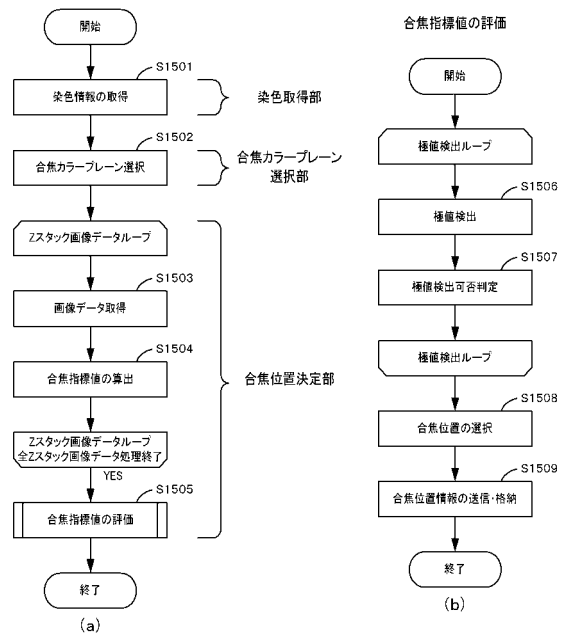 開始
S1501
染色情報の取得
染色取得部
S1502
合焦カラープレーン選択
合焦カラープレーン
選択部
Zスタック画像データループ
S1503
画像データ取得
S1504
合焦指標値の算出
合焦位置決定部
Zスタック画像データループ
全Zスタック画像データ処理終了
YES
S1505
合焦指標値の評価
終了
(a)
合焦指標値の評価
開始
極値検出ループ
S1506
極値検出
S1507
極値検出可否判定
極値検出ループ
S1508
合焦位置の選択
S1509
合焦位置情報の送信・格納
終了
(b)